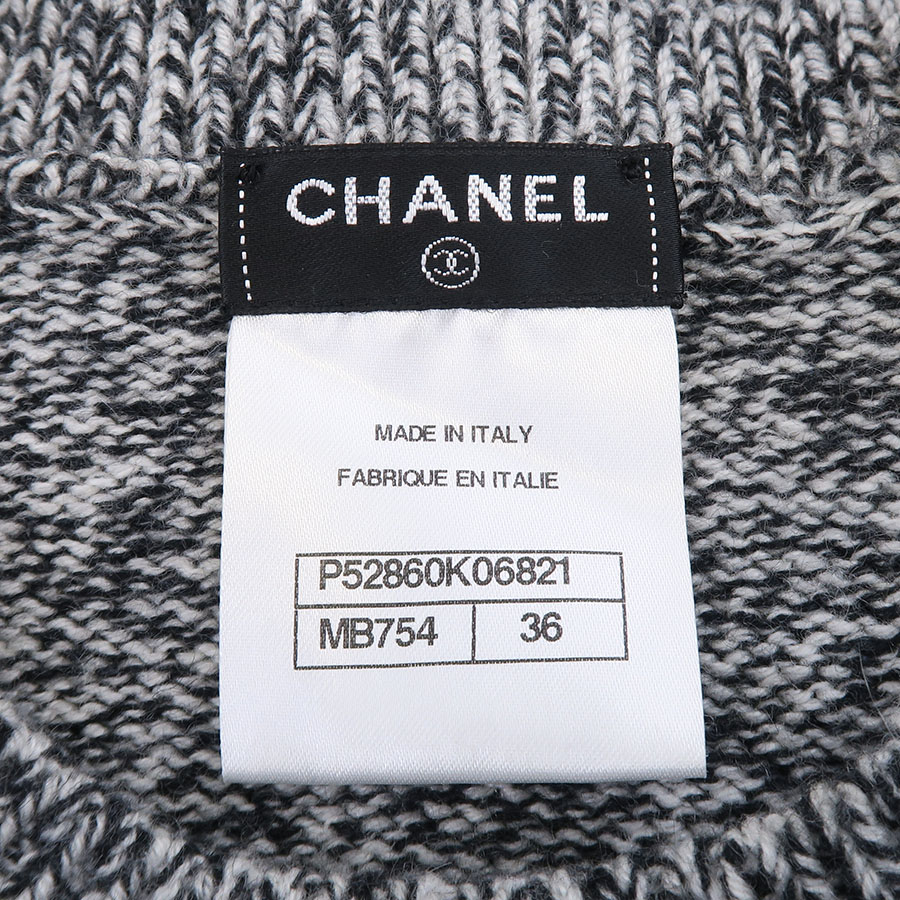 CHANEL
MADE IN ITALY
FABRIQUE EN ITALIE
P52860K06821
MB754 36